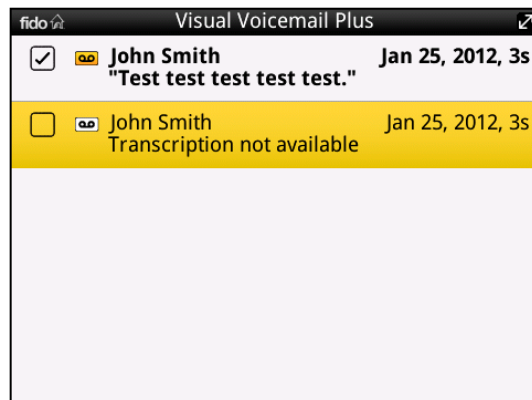 fido Visual Voicemail Plus
John Smith Jan 25, 2012, 3s
"Test test test test test."
John Smith Jan 25, 2012, 3s
Transcription not available